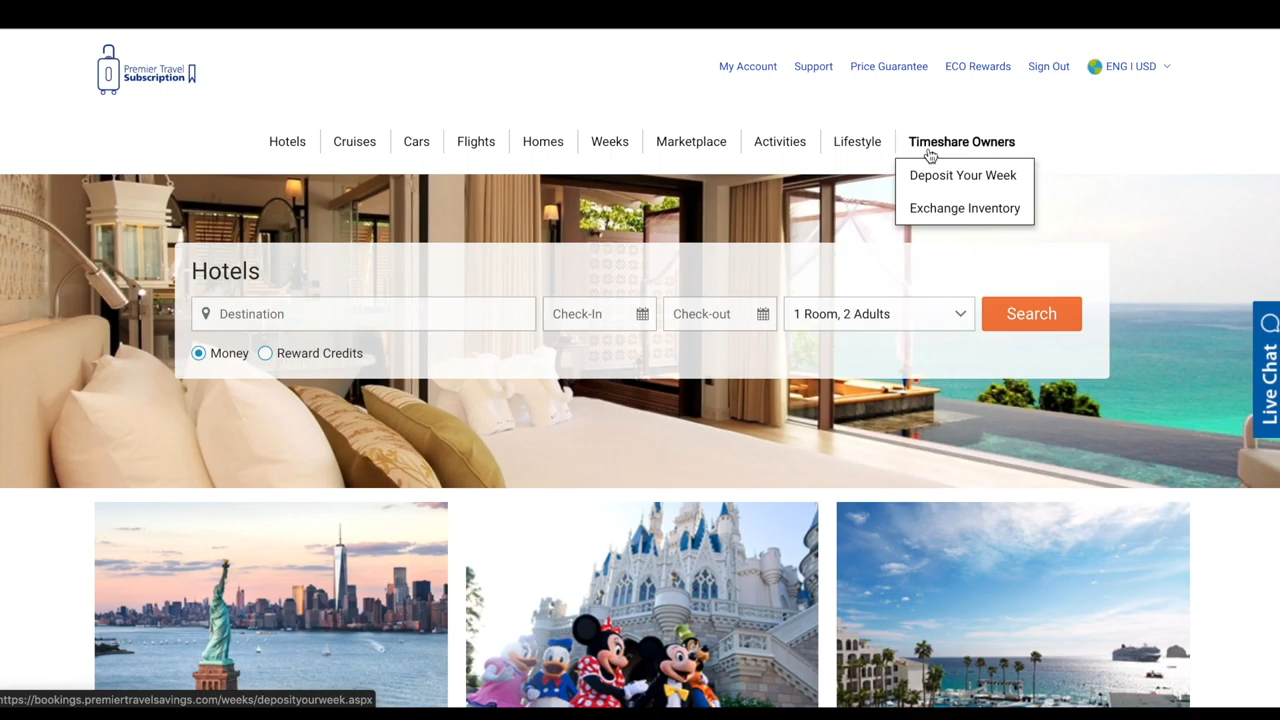 Premier Travel
Subscription
My Account Support Price Guarantee ECO Rewards Sign Out ENG | USD
Hotels Cruises Cars Flights Homes Weeks Marketplace Activities Lifestyle Timeshare Owners
Deposit Your Week
Exchange Inventory
Hotels
Destination Check-In Check-out 1 Room, 2 Adults Search
Money Reward Credits
Live Chat
https://bookings.premiertravelsavings.com/weeks/deposityourweek.aspx